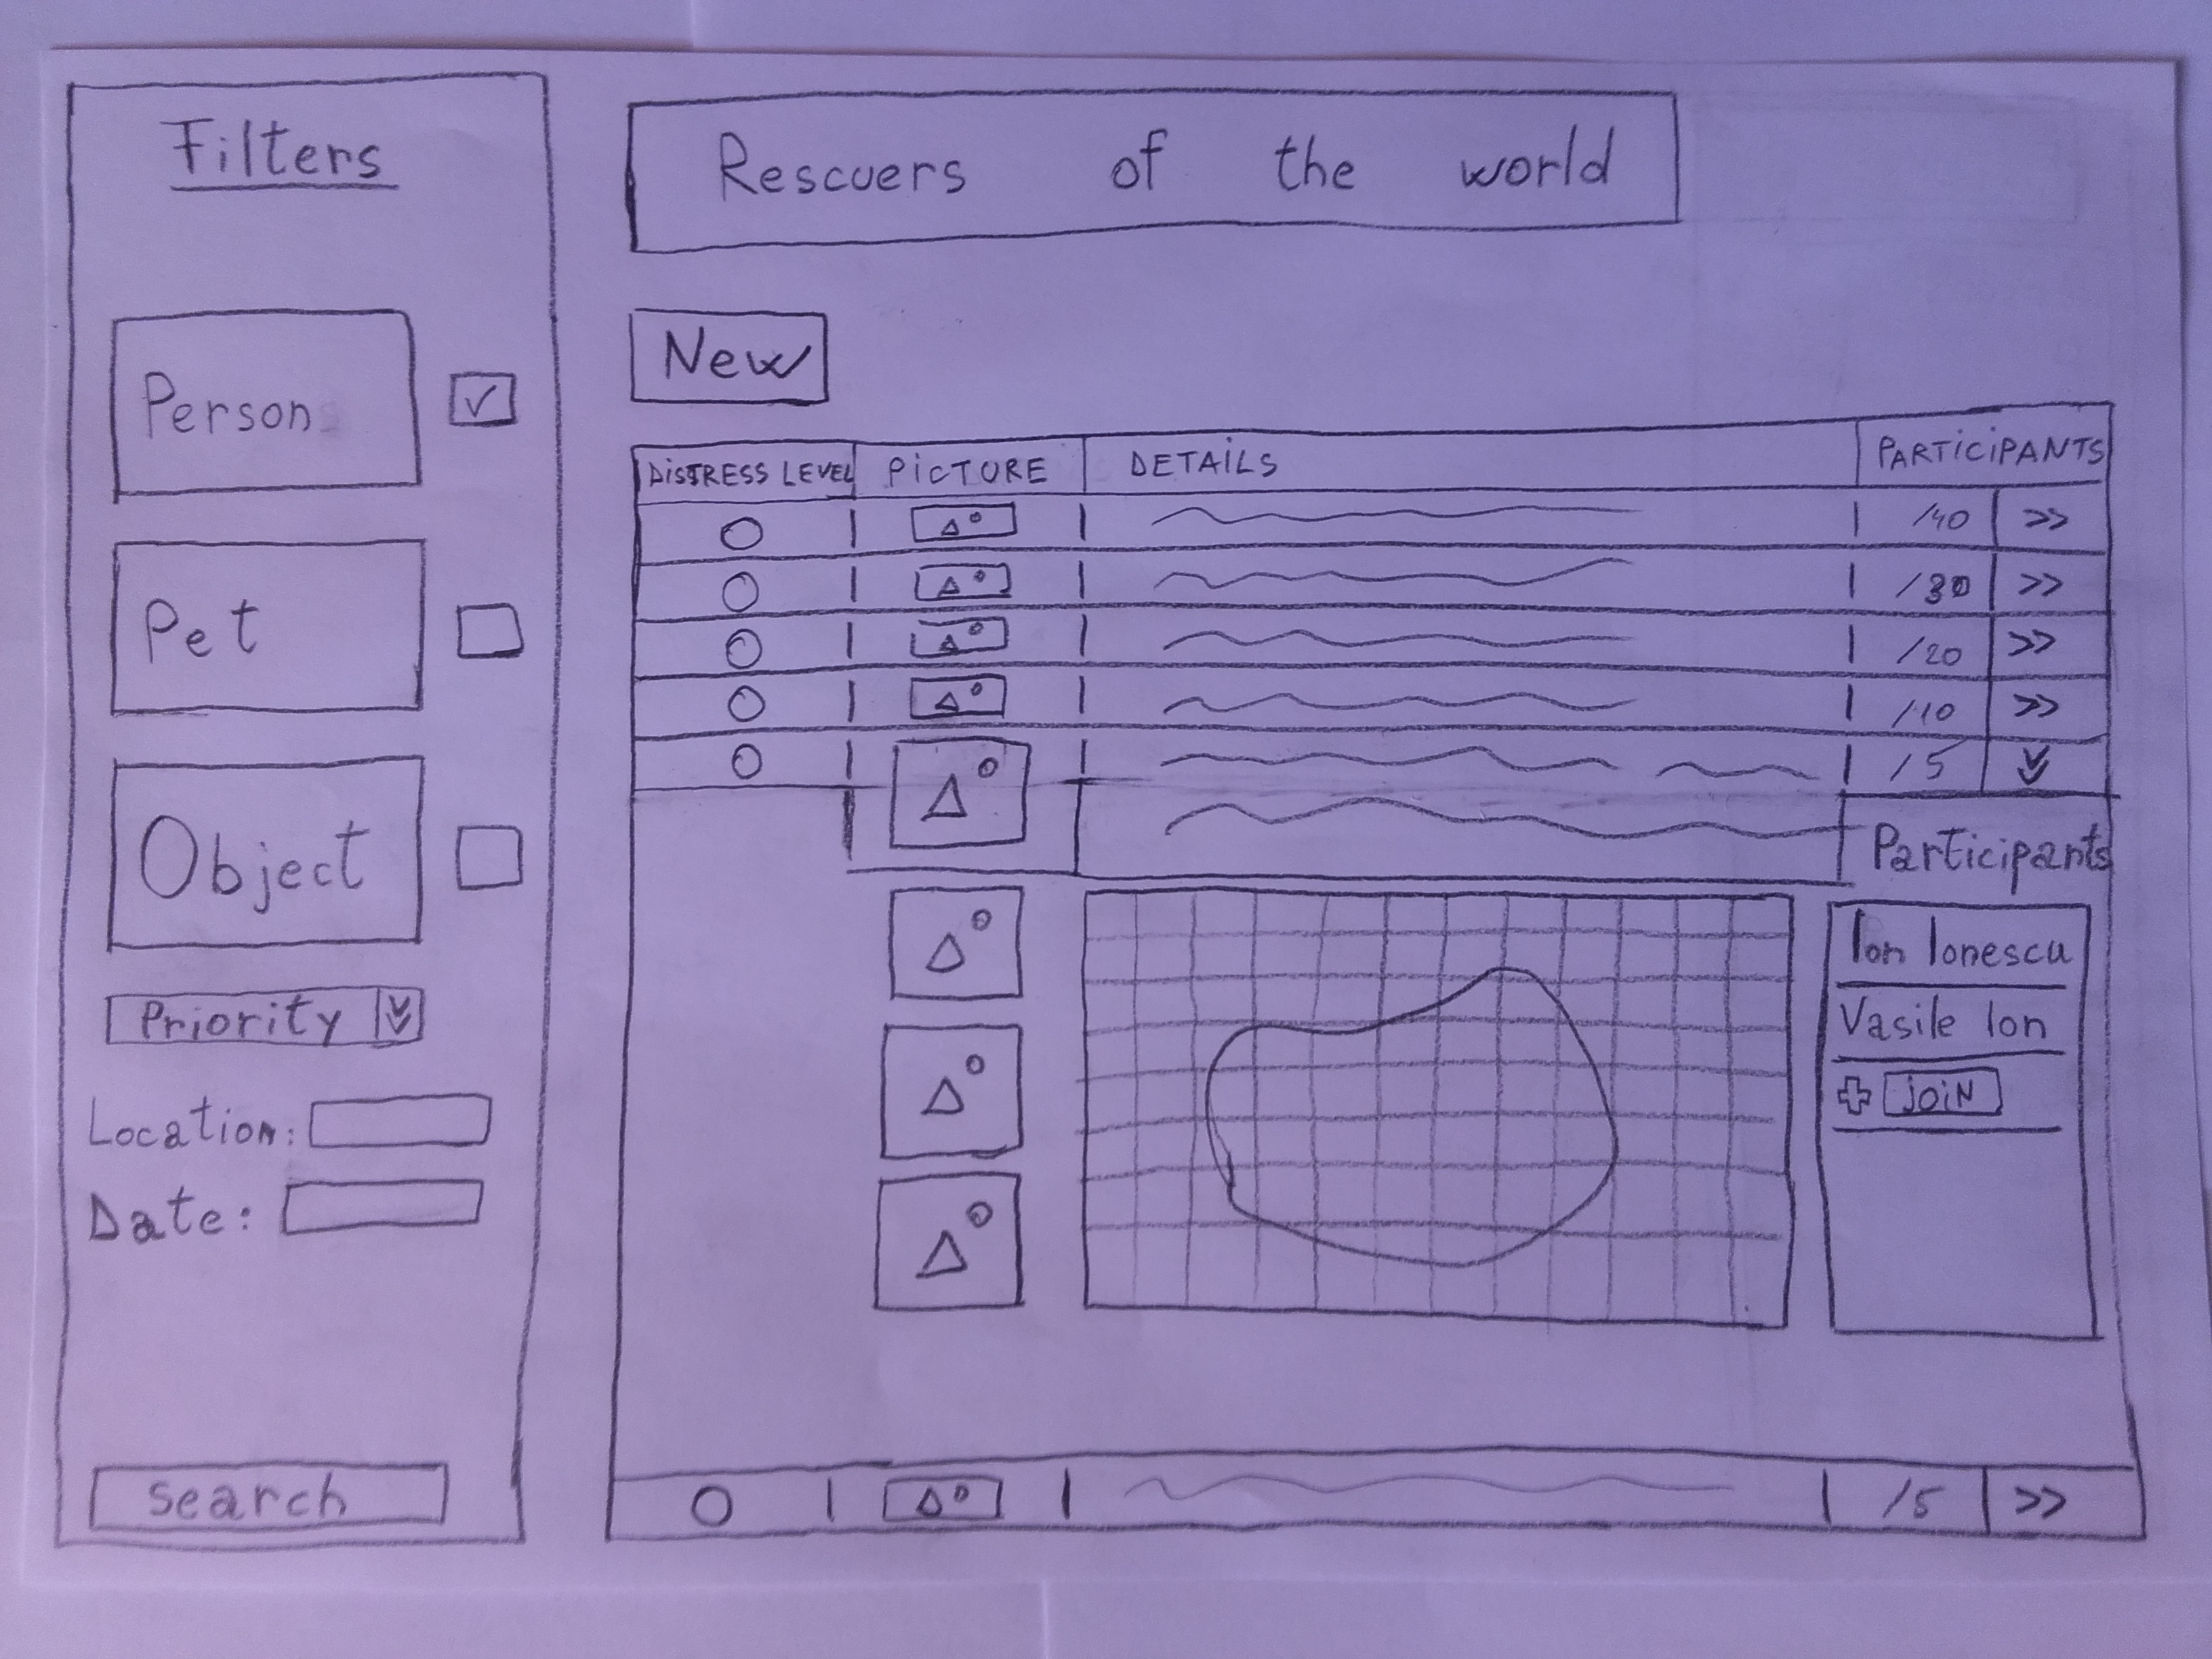 Filters
Person
Pet
Object
Priority
Location:
Date:
search
Rescuers of the world
New
DISTRESS LEVEL PICTURE DETAILS PARTICIPANTS
/40 >>
/30 >>
/20 >>
/10 >>
/5
Participants
Ion Ionescu
Vasile Ion
+ JOIN
/5 >>